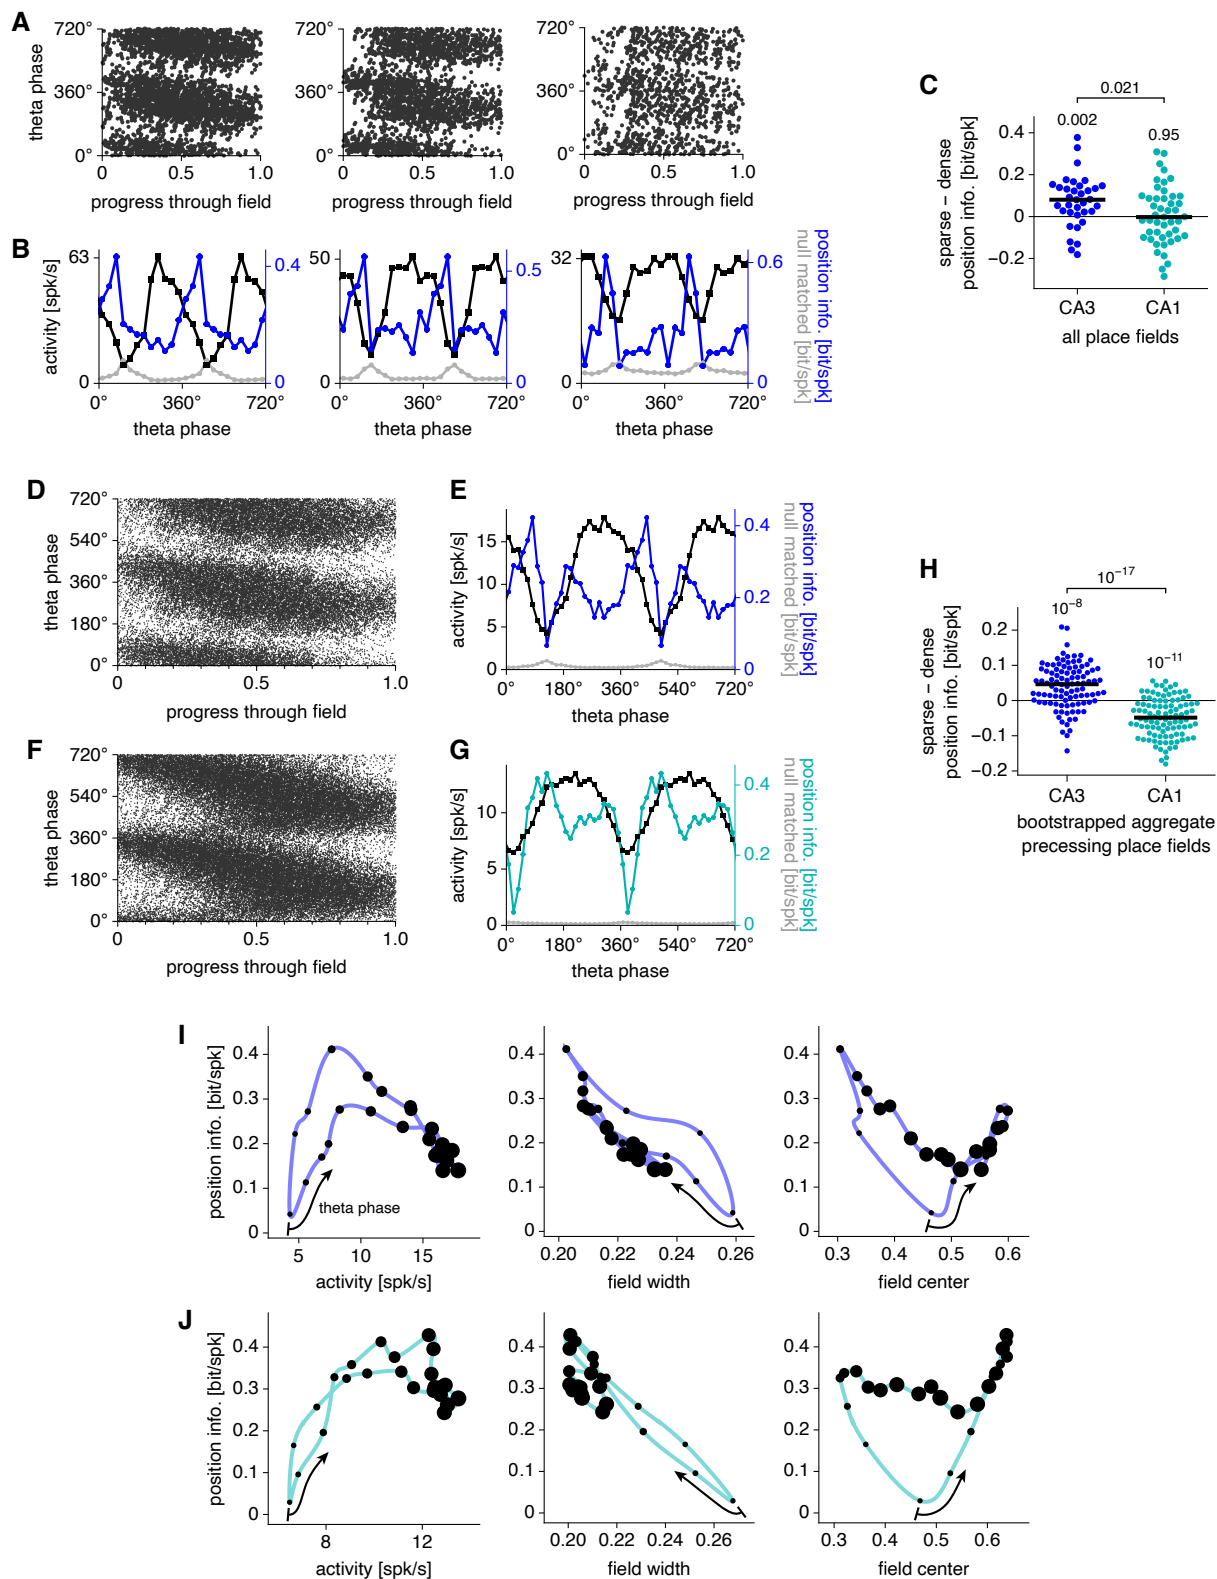 A
720°
360°
0°
theta phase
0
0.5
1.0
progress through field
720°
360°
0°
0
0.5
1.0
progress through field
720°
360°
0°
0
0.5
1.0
progress through field
B
63
0
activity [spk/s]
0.4
0
0°
360°
720°
theta phase
50
0
0.5
0
0°
360°
720°
theta phase
32
0
0.6
0
0°
360°
720°
theta phase
position info. [bit/spk]
null matched [bit/spk]
C
0.021
0.002
0.95
sparse – dense
position info. [bit/spk]
0.4
0.2
0
−0.2
CA3
CA1
all place fields
D
720°
540°
360°
180°
0°
theta phase
0
0.5
1.0
progress through field
E
15
10
5
0
activity [spk/s]
0.4
0.2
0
position info. [bit/spk]
null matched [bit/spk]
0°
180°
360°
540°
720°
theta phase
F
720°
540°
360°
180°
0°
theta phase
0
0.5
1.0
progress through field
G
10
5
0
activity [spk/s]
0.4
0.2
0
position info. [bit/spk]
null matched [bit/spk]
0°
180°
360°
540°
720°
theta phase
H
10⁻¹⁷
10⁻⁸
10⁻¹¹
sparse – dense
position info. [bit/spk]
0.2
0.1
0
−0.1
−0.2
CA3
CA1
bootstrapped aggregate
precessing place fields
I
position info. [bit/spk]
0.4
0.3
0.2
0.1
0
theta phase
5
10
15
activity [spk/s]
0.4
0.3
0.2
0.1
0
0.20
0.22
0.24
0.26
field width
0.4
0.3
0.2
0.1
0
0.3
0.4
0.5
0.6
field center
J
position info. [bit/spk]
0.4
0.3
0.2
0.1
0
8
12
activity [spk/s]
0.4
0.3
0.2
0.1
0
0.20
0.22
0.24
0.26
field width
0.4
0.3
0.2
0.1
0
0.3
0.4
0.5
0.6
field center